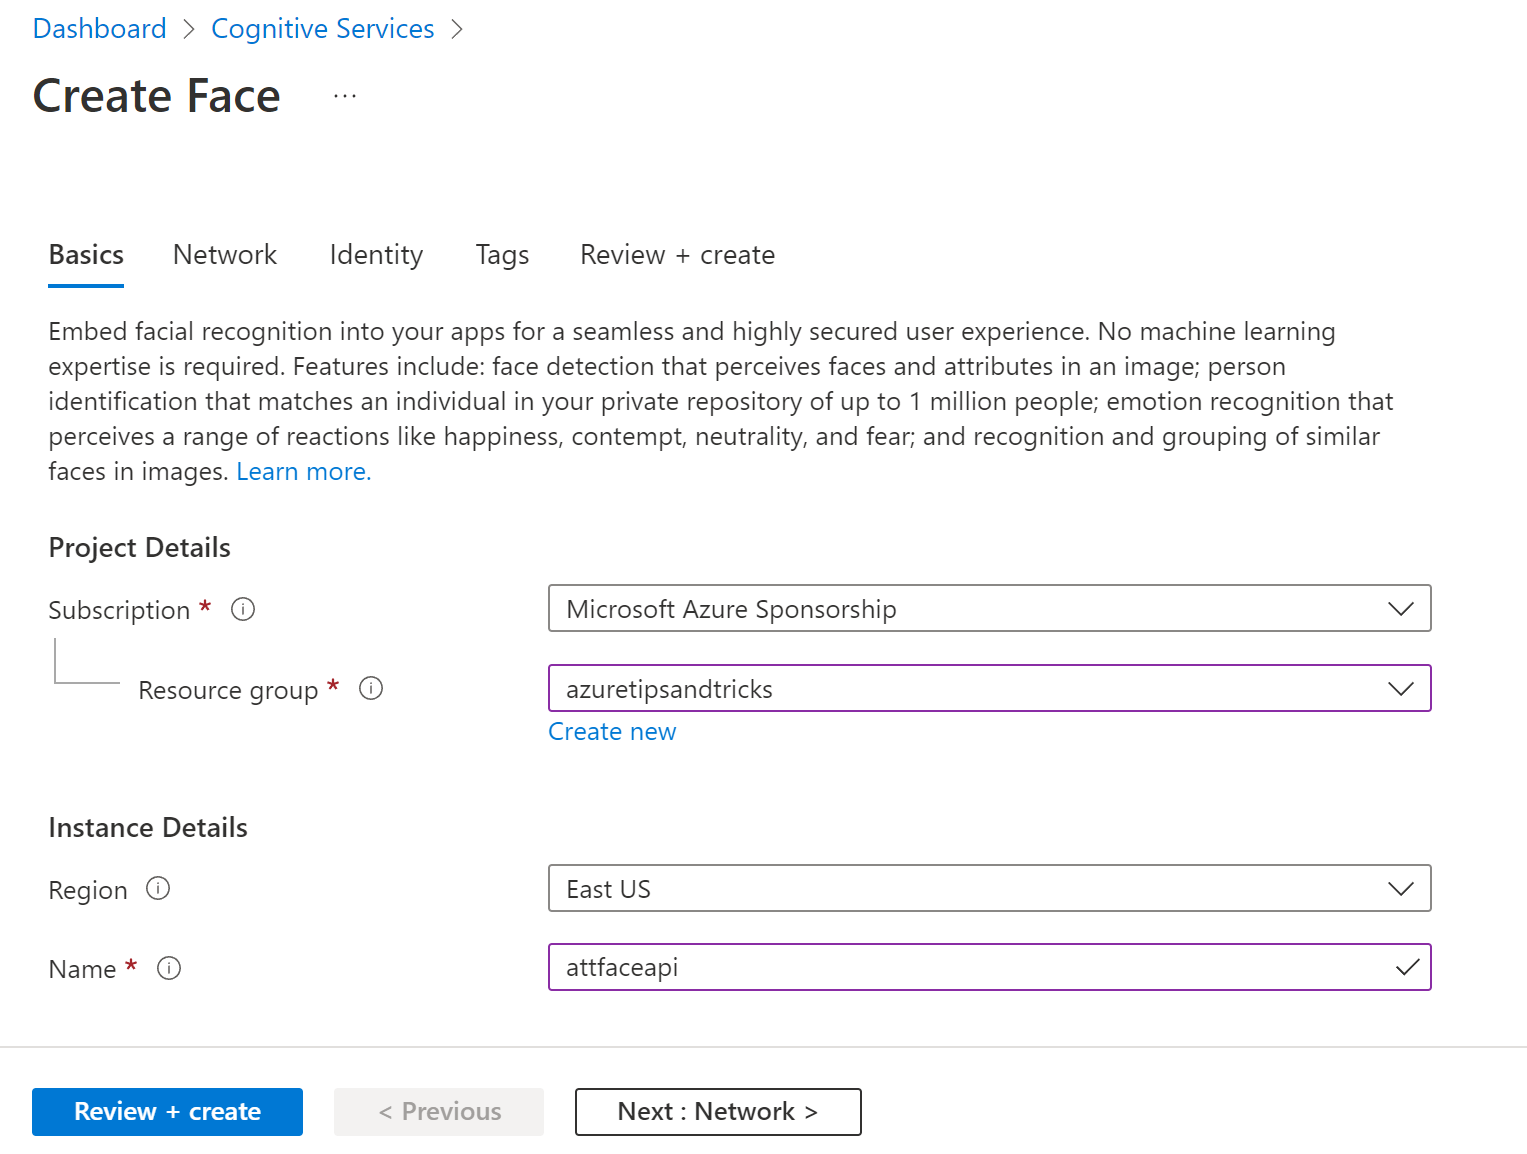 Dashboard > Cognitive Services >
Create Face ...
Basics Network Identity Tags Review + create
Embed facial recognition into your apps for a seamless and highly secured user experience. No machine learning
expertise is required. Features include: face detection that perceives faces and attributes in an image; person
identification that matches an individual in your private repository of up to 1 million people; emotion recognition that
perceives a range of reactions like happiness, contempt, neutrality, and fear; and recognition and grouping of similar
faces in images. Learn more.
Project Details
Subscription * Microsoft Azure Sponsorship
Resource group * azuretipsandtricks
Create new
Instance Details
Region East US
Name * attfaceapi
Review + create < Previous Next : Network >